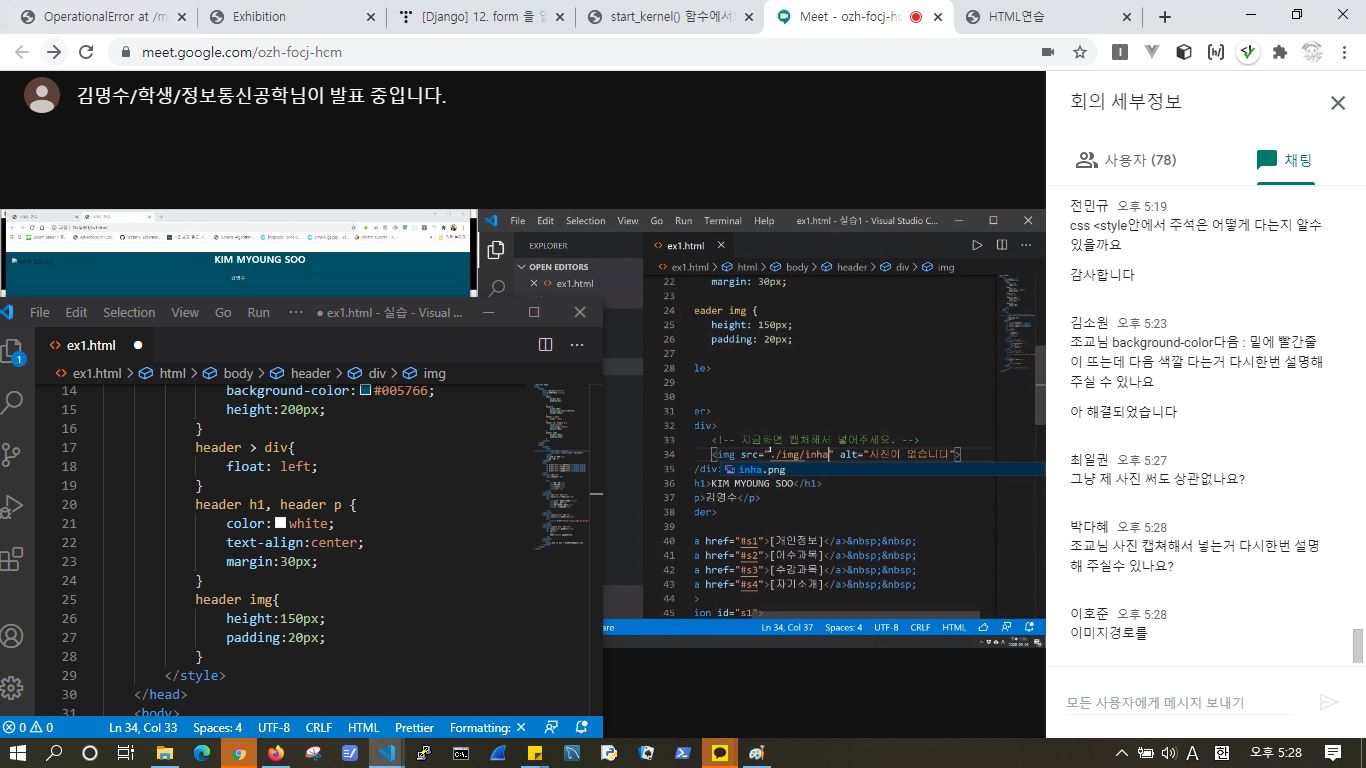 OperationalError at /m
Exhibition
[Django] 12. form 을 일
start_kernel() 함수에서
Meet - ozh-focj-h
HTML연습
meet.google.com/ozh-focj-hcm
김명수/학생/정보통신공학님이 발표 중입니다.
회의 세부정보
사용자 (78)
채팅
전민규 오후 5:19
css <style안에서 주석은 어떻게 다는지 알수
있을까요
감사합니다
김소원 오후 5:23
조교님 background-color다음 : 밑에 빨간줄
이 뜨는데 다음 색깔 다는거 다시한번 설명해
주실 수 있나요
아 해결되었습니다
최일권 오후 5:27
그냥 제 사진 써도 상관없나요?
박다혜 오후 5:28
조교님 사진 캡쳐해서 넣는거 다시한번 설명
해 주실수 있나요?
이호준 오후 5:28
이미지경로를
모든 사용자에게 메시지 보내기
KIM MYOUNG SOO
김명수
File Edit Selection View Go Run Terminal Help ex1.html - 실습1 - Visual Studio C...
EXPLORER
OPEN EDITORS
ex1.html
ex1.html
ex1.html > html > body > header > div > img
22 margin: 30px;
23
24 eader img {
25 height: 150px;
26 padding: 20px;
27
28 le>
29
30
31 er>
32 div>
33 <!-- 지금화면 캡처해서 넣어주세요. -->
34 <img src="./img/inha" alt="사진이 없습니다">
35 /div>
inha.png
36 h1>KIM MYOUNG SOO</h1>
37 p>김명수</p>
38 der>
39
40 a href="#s1">[개인정보]</a>&nbsp;&nbsp;
41 a href="#s2">[이수과목]</a>&nbsp;&nbsp;
42 a href="#s3">[수강과목]</a>&nbsp;&nbsp;
43 a href="#s4">[자기소개]</a>&nbsp;&nbsp;
44 >
45 ion id="s1">
are
Ln 34, Col 37 Spaces: 4 UTF-8 CRLF HTML
File Edit Selection View Go Run ··· ● ex1.html - 실습 - Visual ...
ex1.html
ex1.html > html > body > header > div > img
1
14 background-color:#005766;
15 height:200px;
16 }
17 header > div{
18 float: left;
19 }
20 header h1, header p {
21 color:white;
22 text-align:center;
23 margin:30px;
24 }
25 header img{
26 height:150px;
27 padding:20px;
28 }
29 </style>
30 </head>
31 <body>
0 0 Ln 34, Col 33 Spaces: 4 UTF-8 CRLF HTML Prettier Formatting: ×
A 한 오후 5:28